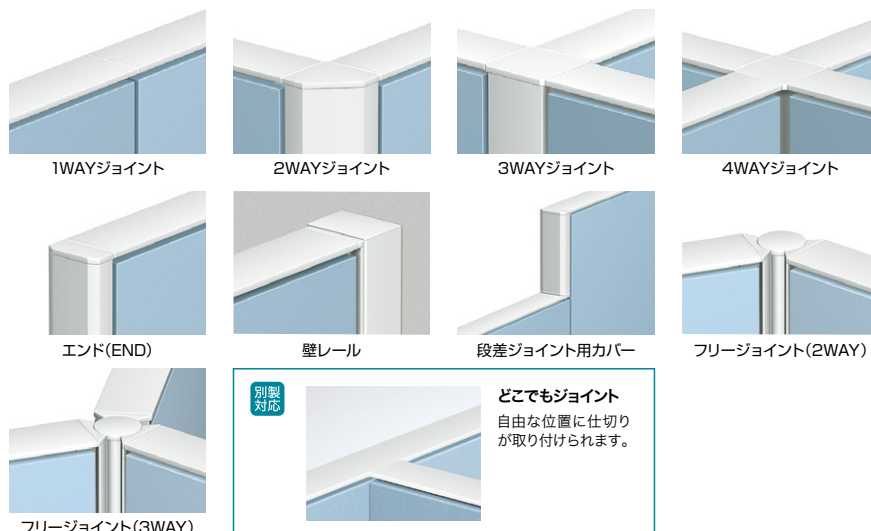 1WAYジョイント
2WAYジョイント
3WAYジョイント
4WAYジョイント
エンド(END)
壁レール
段差ジョイント用カバー
フリージョイント(2WAY)
フリージョイント(3WAY)
別製
対応
どこでもジョイント
自由な位置に仕切り
が取り付けられます。